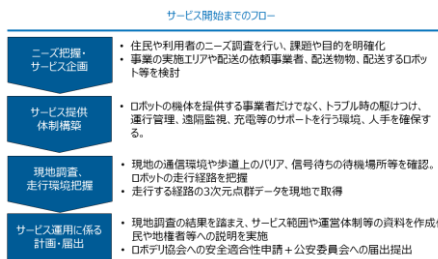 サービス開始までのフロー
ニーズ把握・
サービス企画
• 住民や利用者のニーズ調査を行い、課題や目的を明確化
• 事業の実施エリアや配送の依頼事業者、配送物物、配送するロボッ
ト等を検討
サービス提供
体制構築
• ロボットの機体を提供する事業者だけでなく、トラブル時の駆けつけ、
運行管理、遠隔監視、充電等のサポートを行う環境、人手を確保す
る。
現地調査、
走行環境把握
• 現地の通信環境や歩道上のバリア、信号待ちの待機場所等を確認。
ロボットの走行経路を把握
• 走行する経路の3次元点群データを現地で取得
サービス運用に係る
計画・届出
• 現地調査の結果を踏まえ、サービス範囲や運営体制等の資料を作成
民や地権者等への説明を実施
• ロボデリ協会への安全適合性申請+公安委員会への届出提出